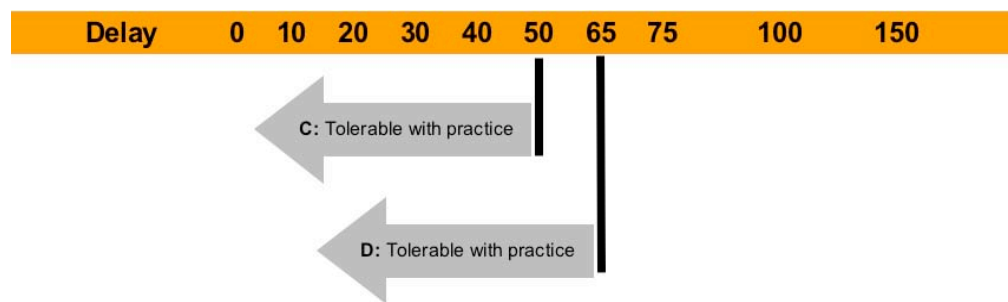 Delay 0 10 20 30 40 50 65 75 100 150
C: Tolerable with practice
D: Tolerable with practice